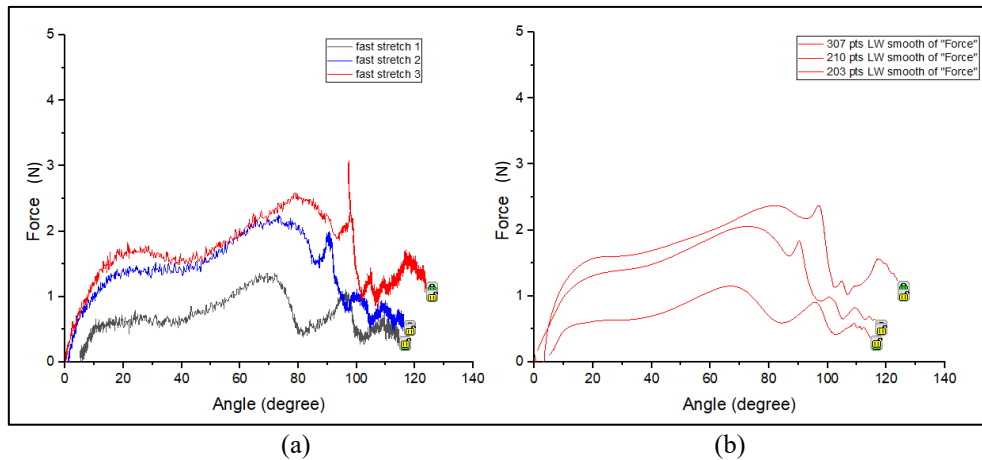 5
4
3
2
1
0
Force (N)
fast stretch 1
fast stretch 2
fast stretch 3
0 20 40 60 80 100 120 140
Angle (degree)
(a)
5
4
3
2
1
0
Force (N)
307 pts LW smooth of "Force"
210 pts LW smooth of "Force"
203 pts LW smooth of "Force"
0 20 40 60 80 100 120 140
Angle (degree)
(b)